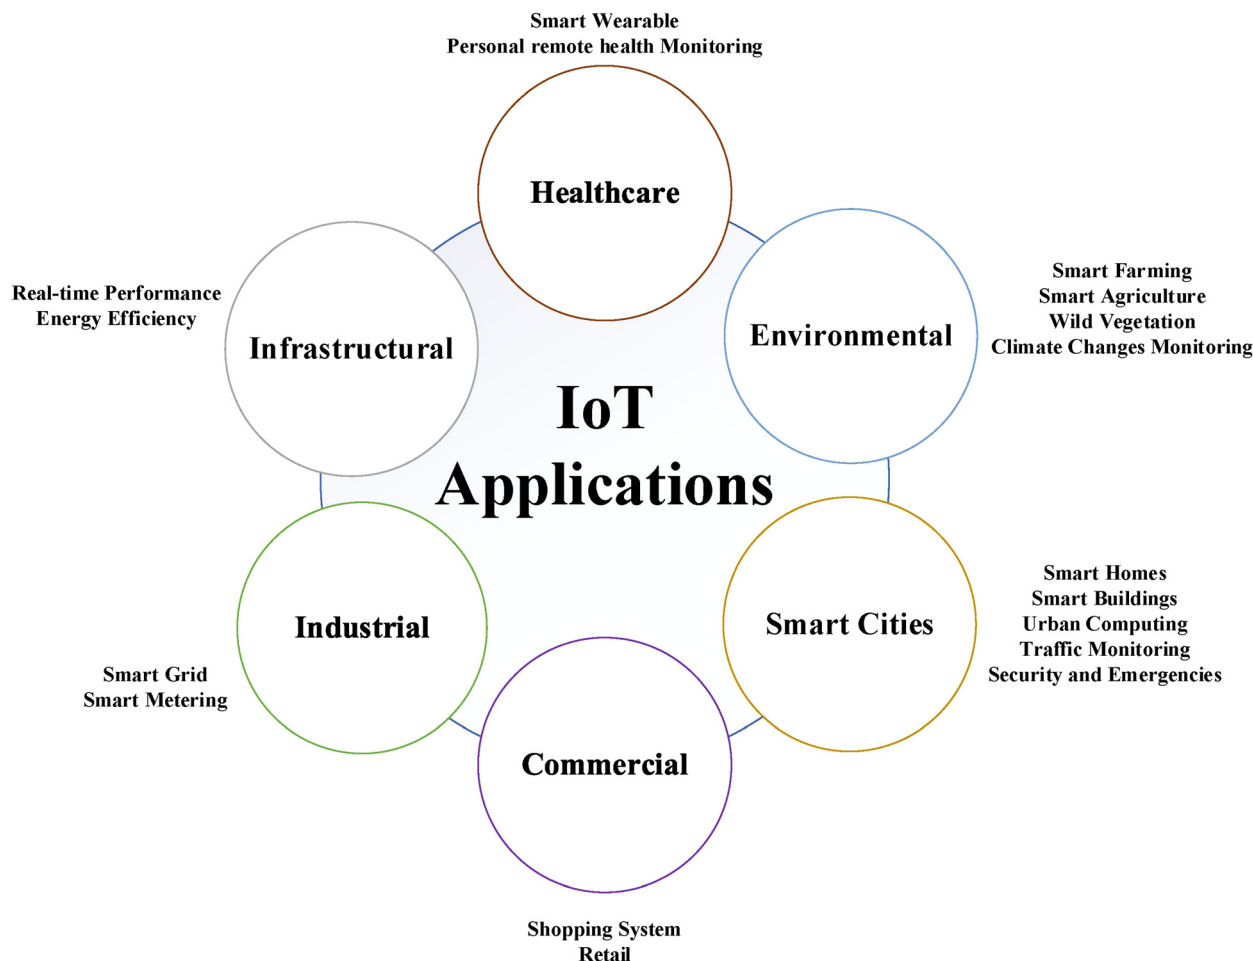 Smart Wearable
Personal remote health Monitoring
Healthcare
Real-time Performance
Energy Efficiency
Infrastructural
Environmental
Smart Farming
Smart Agriculture
Wild Vegetation
Climate Changes Monitoring
IoT
Applications
Industrial
Smart Grid
Smart Metering
Smart Cities
Smart Homes
Smart Buildings
Urban Computing
Traffic Monitoring
Security and Emergencies
Commercial
Shopping System
Retail